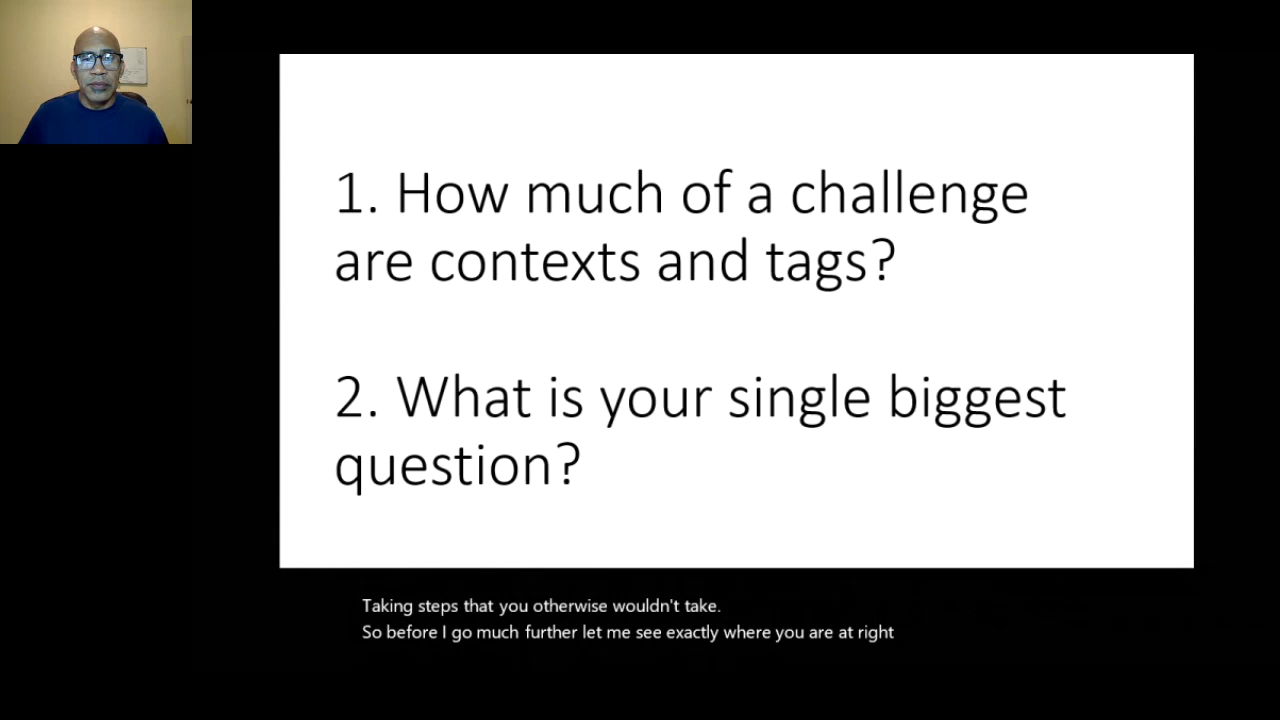 1. How much of a challenge
are contexts and tags?
2. What is your single biggest
question?
Taking steps that you otherwise wouldn't take.
So before I go much further let me see exactly where you are at right